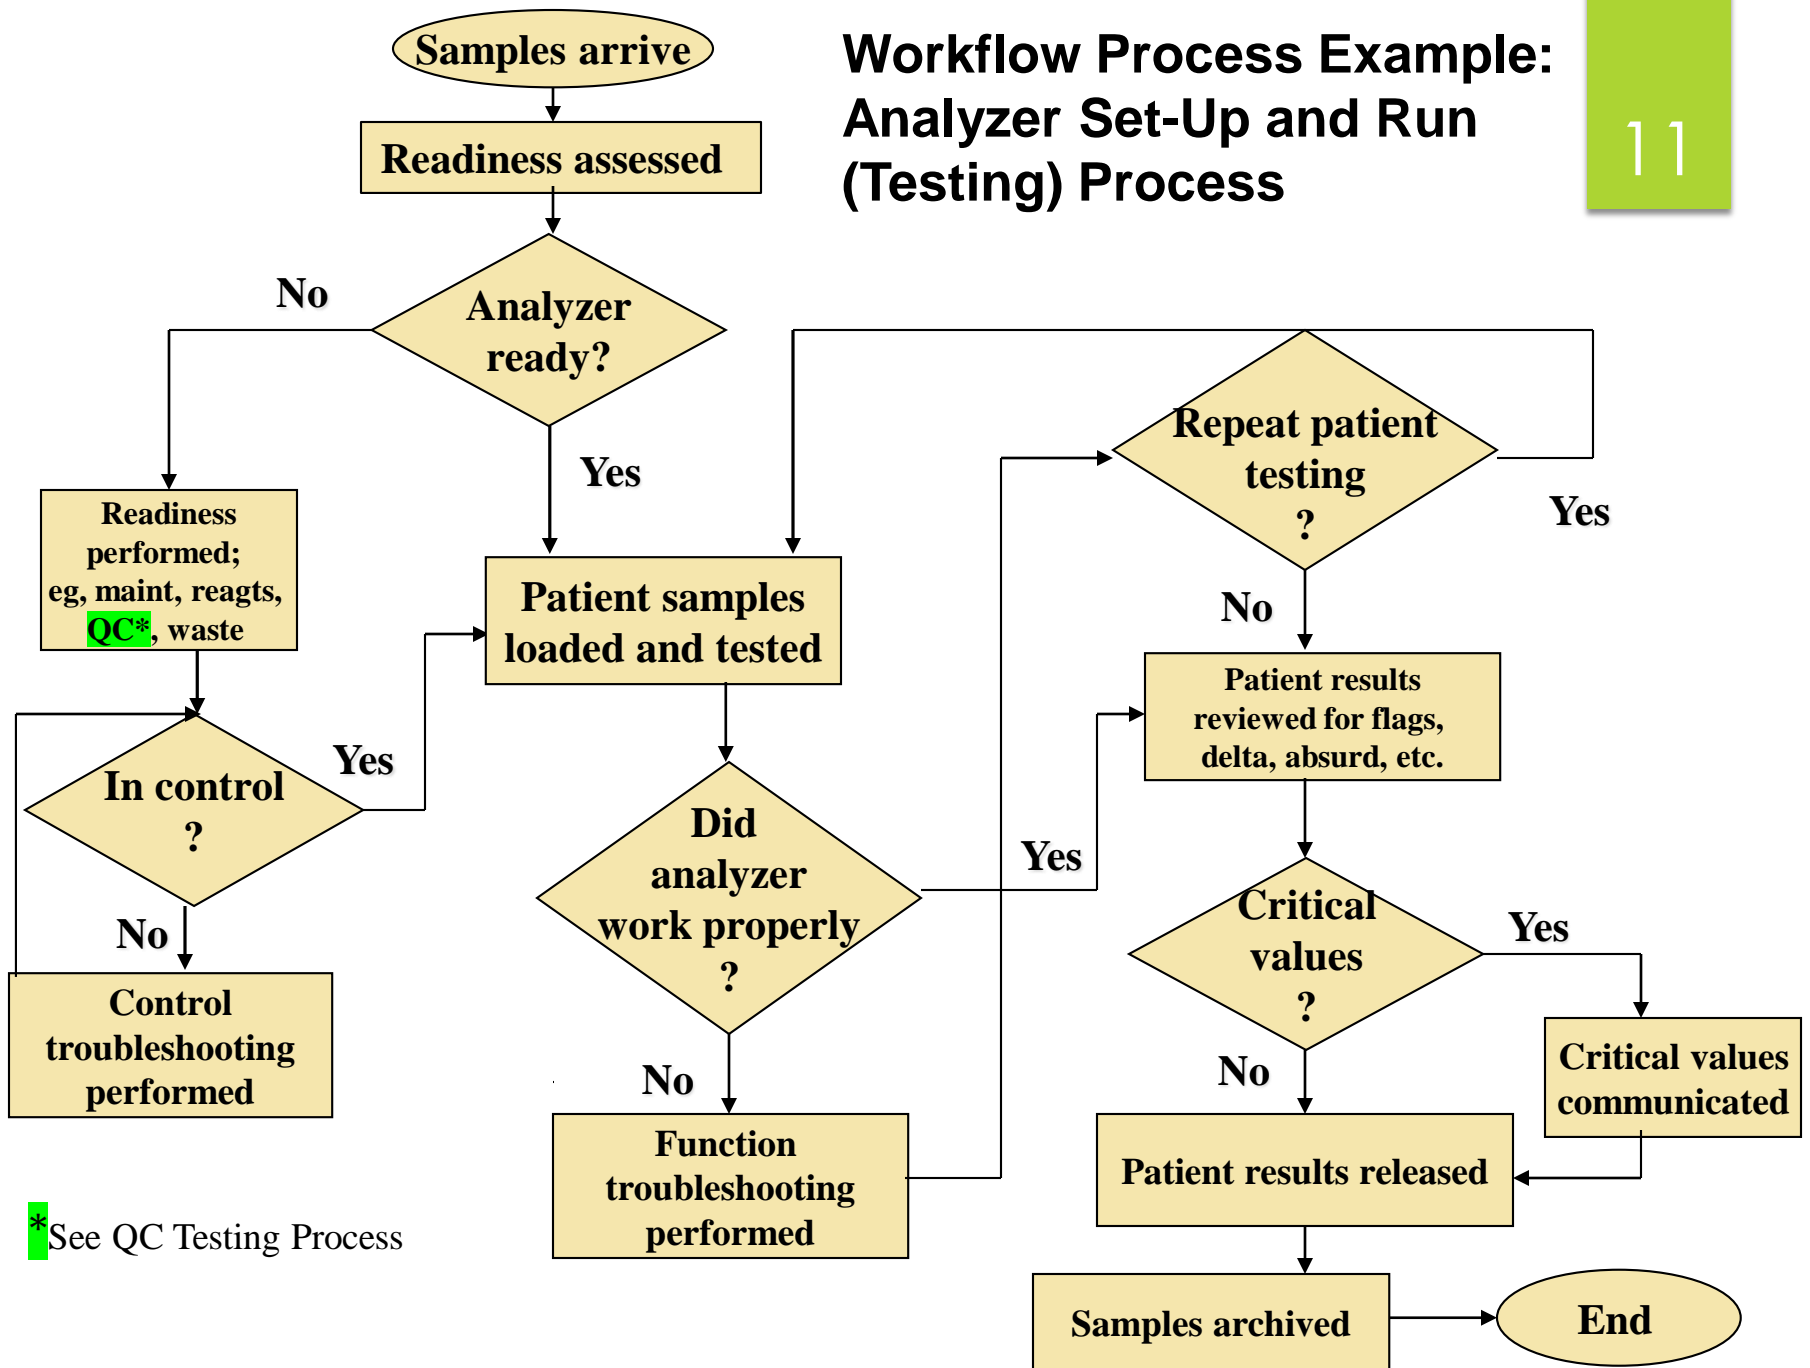 Samples arrive
Workflow Process Example:
Analyzer Set-Up and Run
(Testing) Process
11
Readiness assessed
No
Analyzer
ready?
Yes
Readiness
performed;
eg, maint, reagts,
QC*, waste
In control
?
Yes
No
Control
troubleshooting
performed
Patient samples
loaded and tested
Did
analyzer
work properly
?
Yes
No
Function
troubleshooting
performed
Repeat patient
testing
?
Yes
No
Patient results
reviewed for flags,
delta, absurd, etc.
Critical
values
?
Yes
No
Critical values
communicated
Patient results released
Samples archived
End
*See QC Testing Process